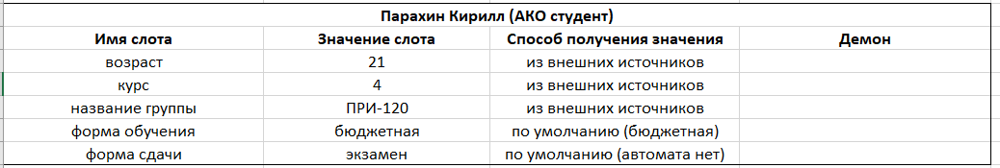 Парахин Кирилл (АКО студент)
Имя слота Значение слота Способ получения значения Демон
возраст 21 из внешних источников
курс 4 из внешних источников
название группы ПРИ-120 из внешних источников
форма обучения бюджетная по умолчанию (бюджетная)
форма сдачи экзамен по умолчанию (автомата нет)